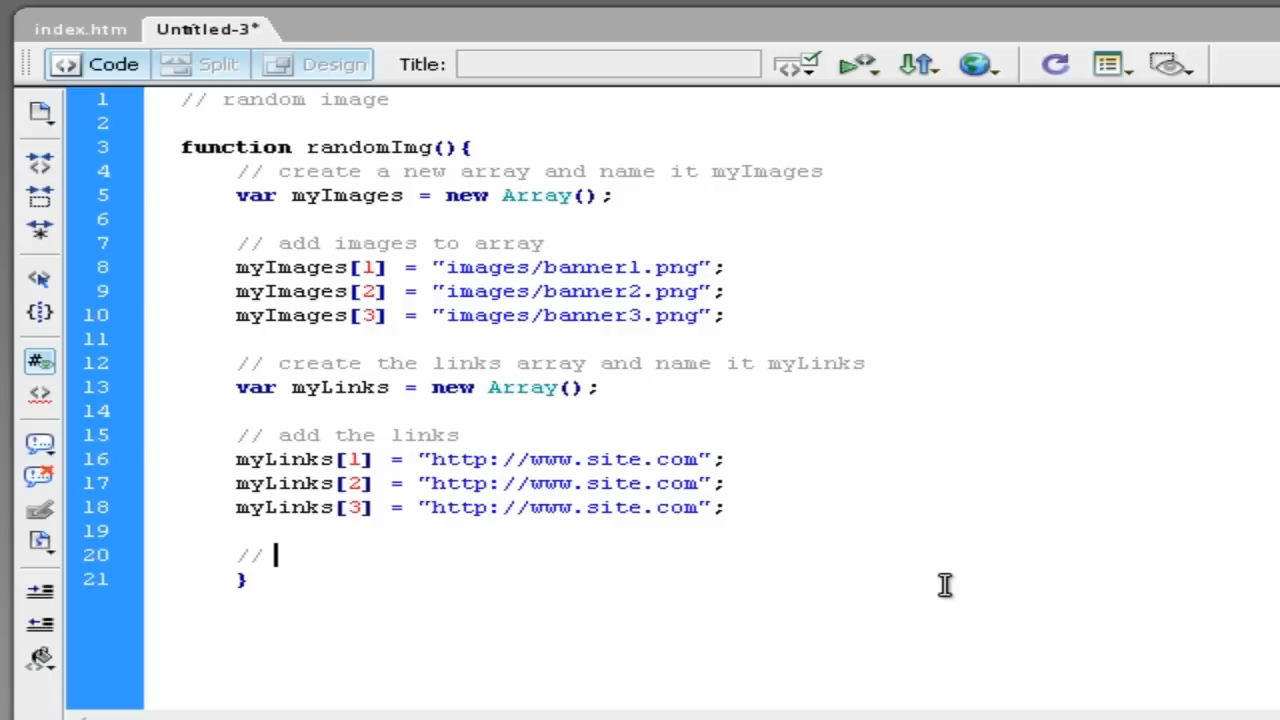 index.htm
Untitled-3*
Code
Split
Design
Title:
1 // random image
2
3 function randomImg(){
4 // create a new array and name it myImages
5 var myImages = new Array();
6
7 // add images to array
8 myImages[1] = "images/banner1.png";
9 myImages[2] = "images/banner2.png";
10 myImages[3] = "images/banner3.png";
11
12 // create the links array and name it myLinks
13 var myLinks = new Array();
14
15 // add the links
16 myLinks[1] = "http://www.site.com";
17 myLinks[2] = "http://www.site.com";
18 myLinks[3] = "http://www.site.com";
19
20 //
21 }